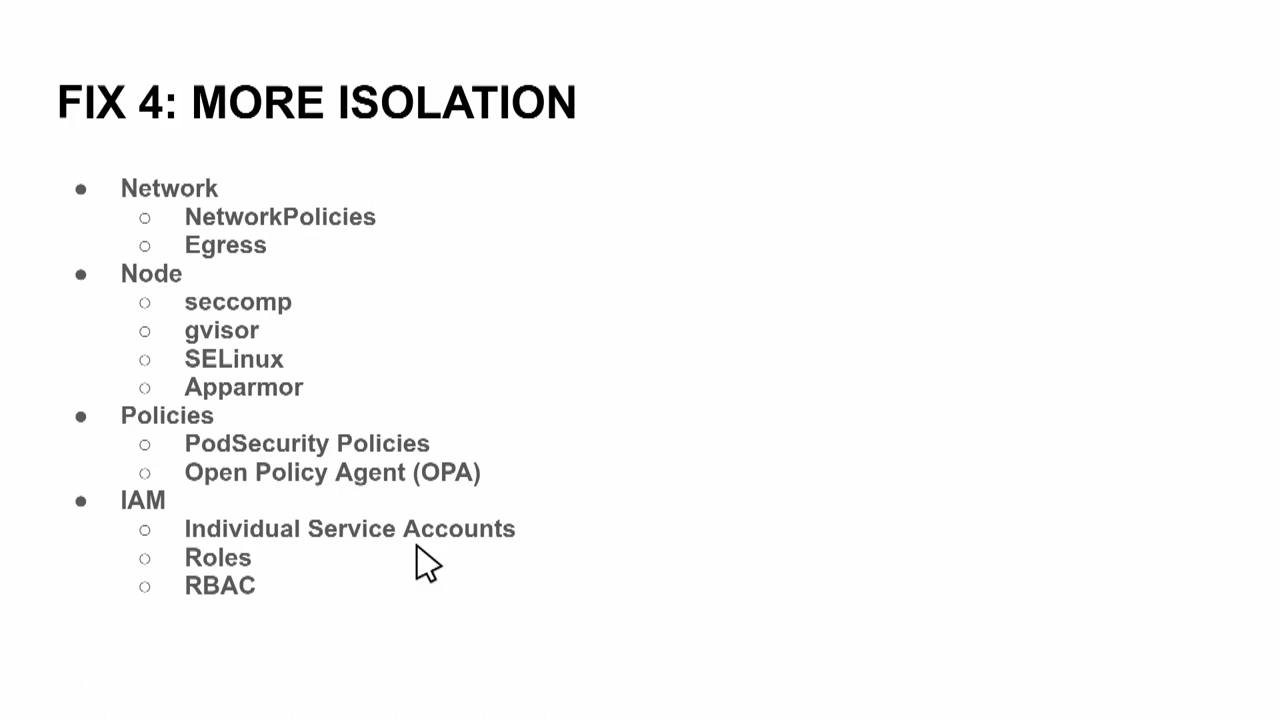 FIX 4: MORE ISOLATION
● Network
○ NetworkPolicies
○ Egress
● Node
○ seccomp
○ gvisor
○ SELinux
○ Apparmor
● Policies
○ PodSecurity Policies
○ Open Policy Agent (OPA)
● IAM
○ Individual Service Accounts
○ Roles
○ RBAC